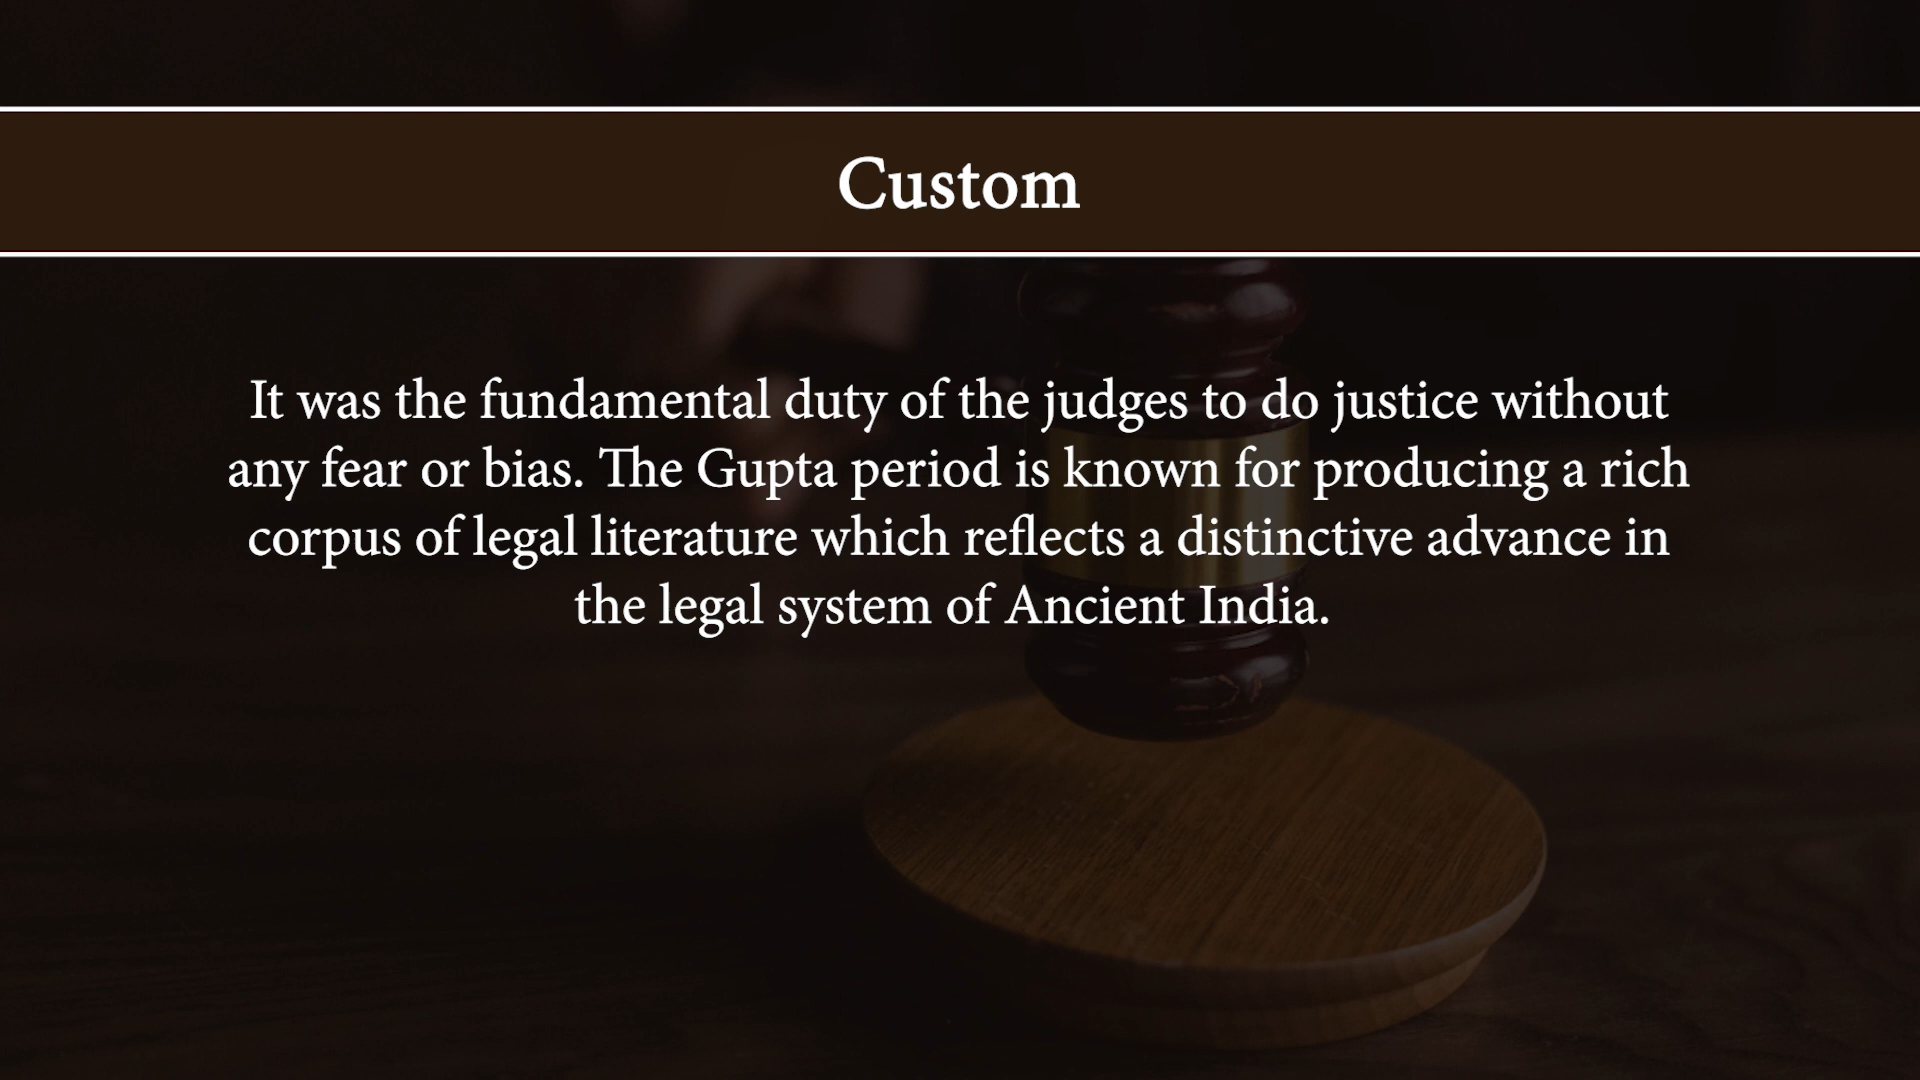 Custom
It was the fundamental duty of the judges to do justice without
any fear or bias. The Gupta period is known for producing a rich
corpus of legal literature which reflects a distinctive advance in
the legal system of Ancient India.